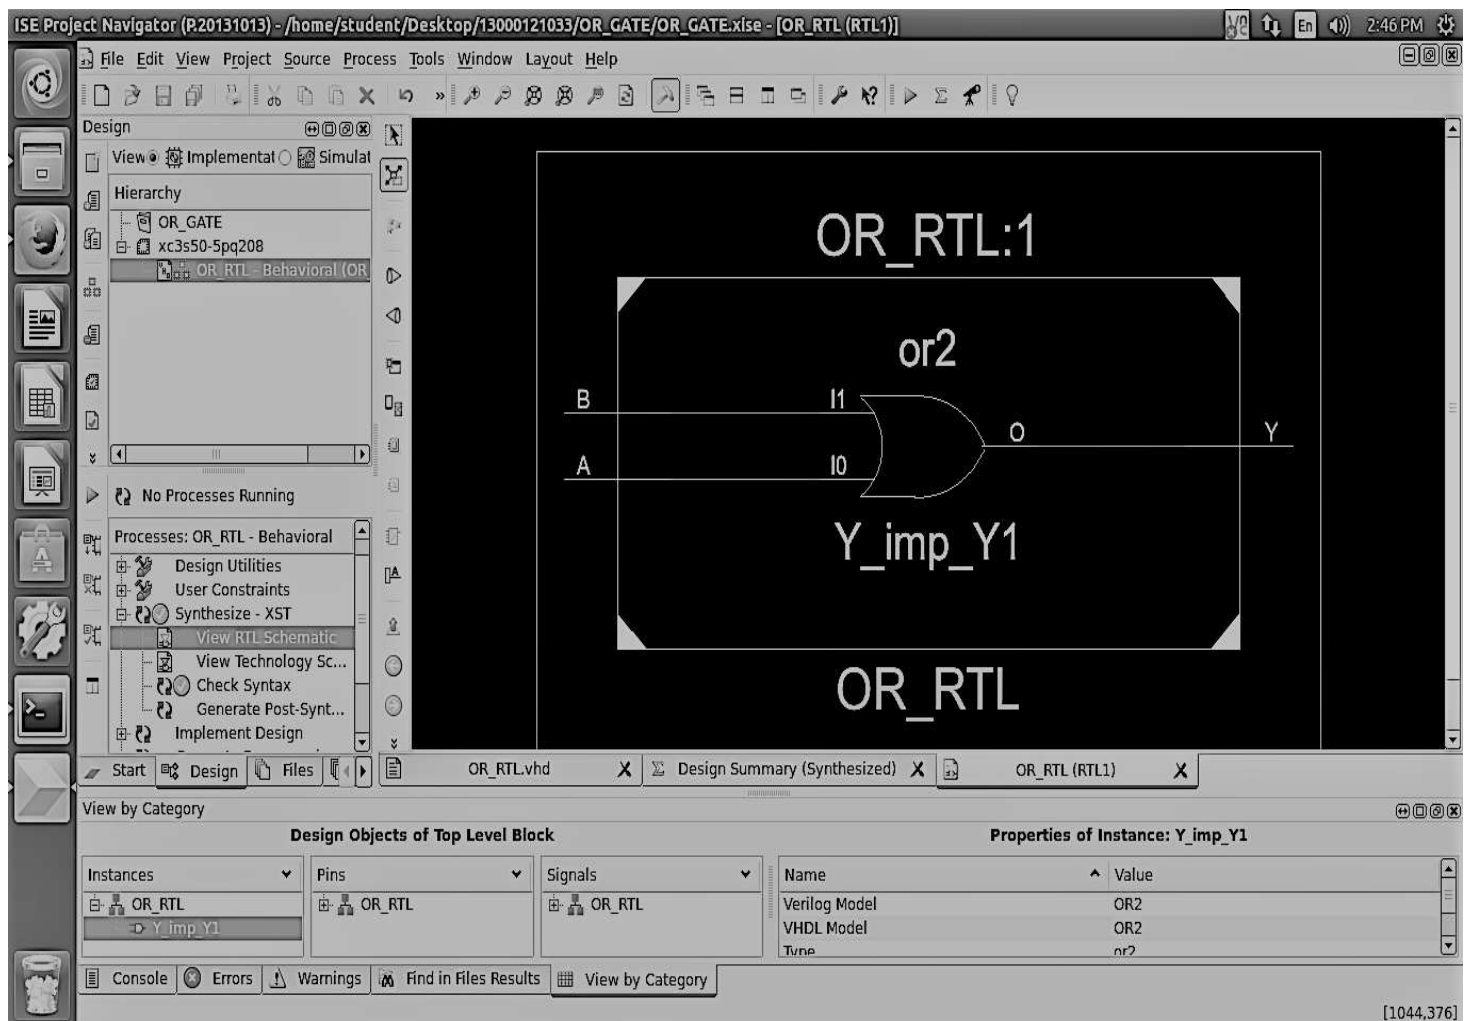 ISE Project Navigator (P.20131013) - /home/student/Desktop/13000121033/OR_GATE/OR_GATE.xise - [OR_RTL (RTL1)]
En
2:46 PM
File Edit View Project Source Process Tools Window Layout Help
Design
View Implementat Simulat
Hierarchy
OR_GATE
xc3s50-5pq208
OR_RTL - Behavioral (OR
No Processes Running
Processes: OR_RTL - Behavioral
Design Utilities
User Constraints
Synthesize - XST
View RTL Schematic
View Technology Sc...
Check Syntax
Generate Post-Synt...
Implement Design
Start Design Files
OR_RTL:1
or2
B I1
O Y
A I0
Y_imp_Y1
OR_RTL
OR_RTL.vhd X Design Summary (Synthesized) X OR_RTL (RTL1) X
View by Category
Design Objects of Top Level Block
Properties of Instance: Y_imp_Y1
Instances Pins Signals Name Value
OR_RTL OR_RTL OR_RTL Verilog Model OR2
Y_imp_Y1 VHDL Model OR2
Type or2
Console Errors Warnings Find in Files Results View by Category
[1044,376]